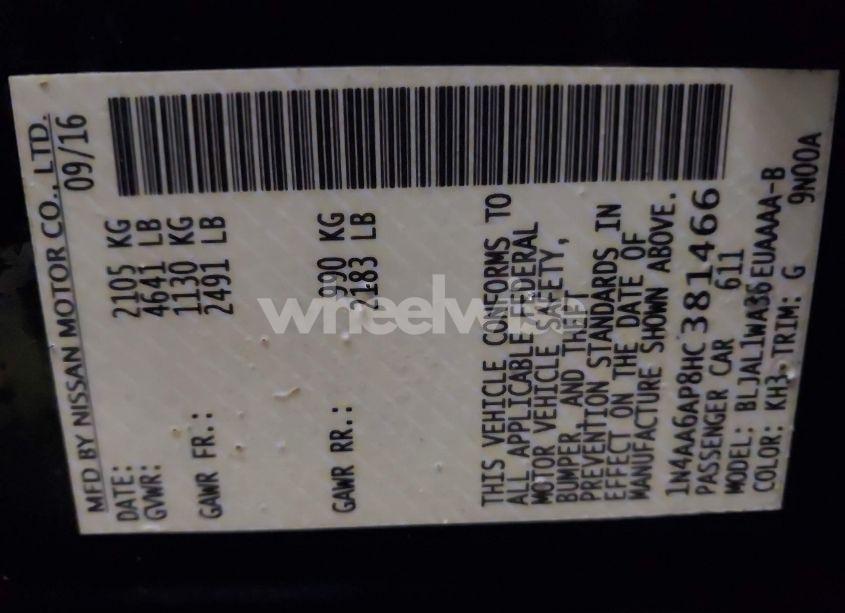 MFD BY NISSAN MOTOR CO., LTD.
DATE: 09/16
GVWR: 2105 KG
4641 LB
GAWR FR.: 1130 KG
2491 LB
GAWR RR.: 990 KG
2183 LB
THIS VEHICLE CONFORMS TO
ALL APPLICABLE FEDERAL
MOTOR VEHICLE SAFETY,
BUMPER, AND THEFT
PREVENTION STANDARDS IN
EFFECT ON THE DATE OF
MANUFACTURE SHOWN ABOVE.
1N4AA6AP8HC381466
PASSENGER CAR 611
MODEL: BLJAL1WA36EUAAAA-B
COLOR: KH3 TRIM: G 9N00A
wheelwise